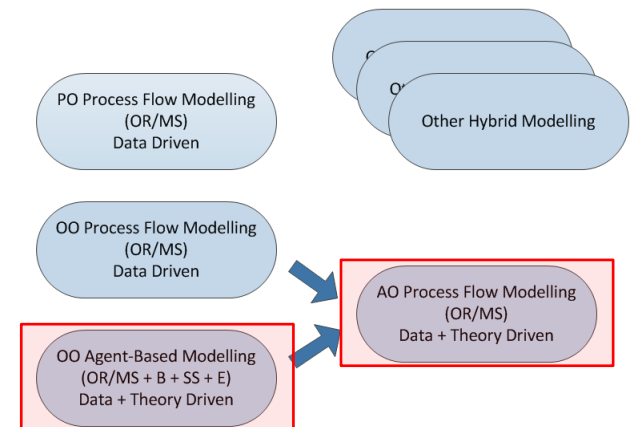 PO Process Flow Modelling
(OR/MS)
Data Driven
Other Hybrid Modelling
OO Process Flow Modelling
(OR/MS)
Data Driven
AO Process Flow Modelling
(OR/MS)
Data + Theory Driven
OO Agent-Based Modelling
(OR/MS + B + SS + E)
Data + Theory Driven